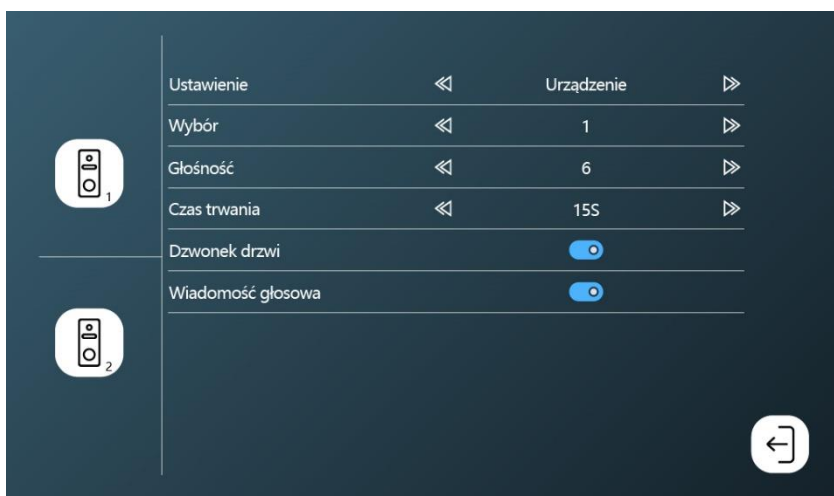 Ustawienie Urządzenie
Wybór 1
Głośność 6
Czas trwania 15S
Dzwonek drzwi
Wiadomość głosowa
1
2